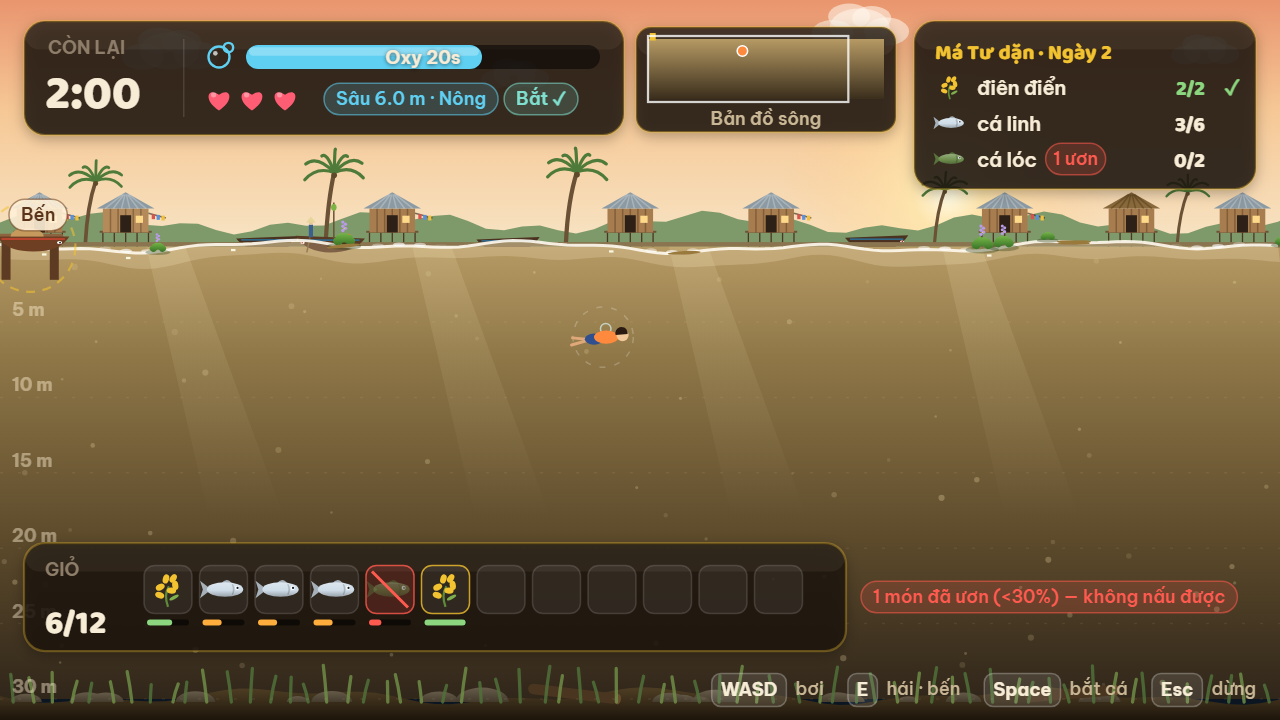 CÒN LẠI
2:00
Oxy 20s
Sâu 6.0 m · Nông
Bắt ✓
Bản đồ sông
Má Tư dặn · Ngày 2
điên điển 2/2 ✓
cá linh 3/6
cá lóc 1 ươn 0/2
Bến
5 m
10 m
15 m
20 m
25 m
30 m
GIỎ
6/12
1 món đã ươn (<30%) — không nấu được
WASD bơi E hái · bến Space bắt cá Esc dừng